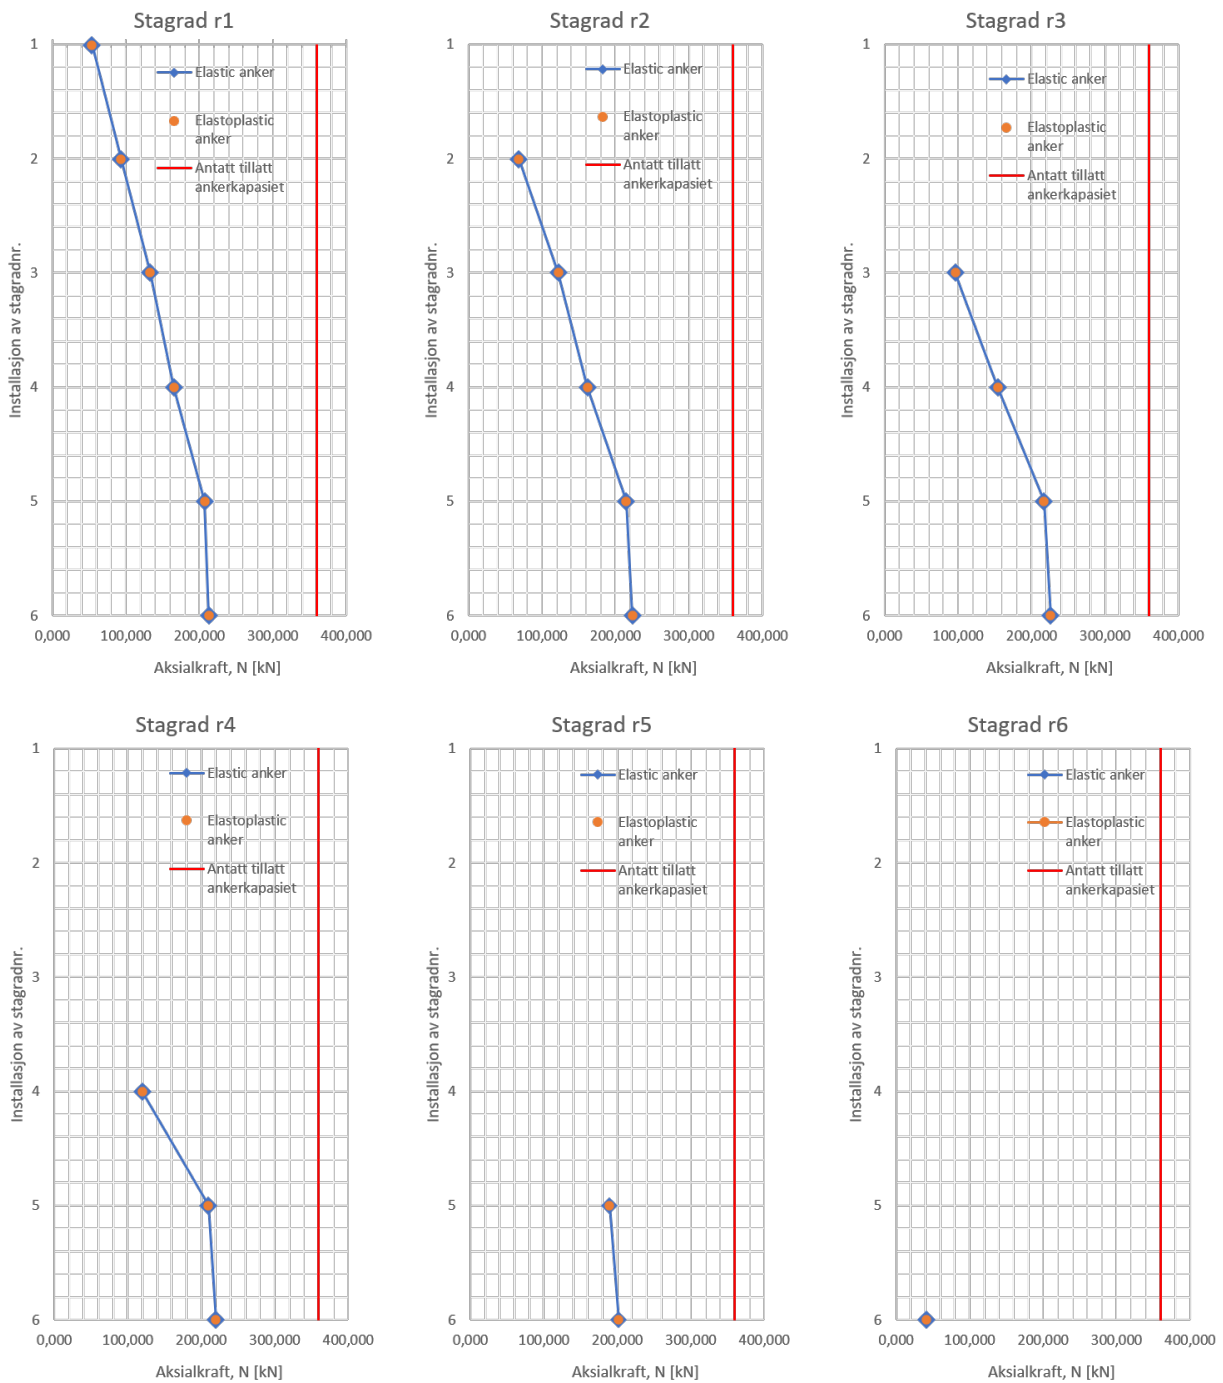 Stagrad r1
1
2
3
4
5
6
Installasjon av stagradnr.
Elastic anker
Elastoplastic
anker
Antatt tillatt
ankerkapasiet
0,000 100,000 200,000 300,000 400,000
Aksialkraft, N [kN]
Stagrad r2
1
2
3
4
5
6
Installasjon av stagradnr.
Elastic anker
Elastoplastic
anker
Antatt tillatt
ankerkapasiet
0,000 100,000 200,000 300,000 400,000
Aksialkraft, N [kN]
Stagrad r3
1
2
3
4
5
6
Installasjon av stagradnr.
Elastic anker
Elastoplastic
anker
Antatt tillatt
ankerkapasiet
0,000 100,000 200,000 300,000 400,000
Aksialkraft, N [kN]
Stagrad r4
1
2
3
4
5
6
Installasjon av stagradnr.
Elastic anker
Elastoplastic
anker
Antatt tillatt
ankerkapasiet
0,000 100,000 200,000 300,000 400,000
Aksialkraft, N [kN]
Stagrad r5
1
2
3
4
5
6
Installasjon av stagradnr.
Elastic anker
Elastoplastic
anker
Antatt tillatt
ankerkapasiet
0,000 100,000 200,000 300,000 400,000
Aksialkraft, N [kN]
Stagrad r6
1
2
3
4
5
6
Installasjon av stagradnr.
Elastic anker
Elastoplastic
anker
Antatt tillatt
ankerkapasiet
0,000 100,000 200,000 300,000 400,000
Aksialkraft, N [kN]